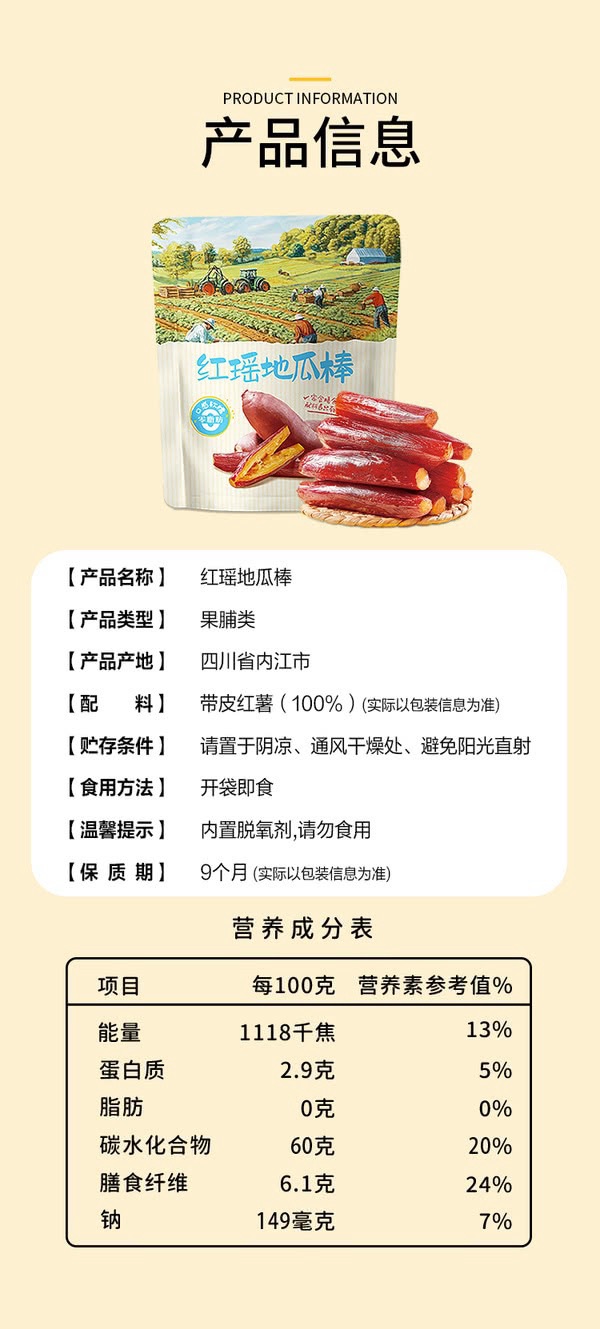 PRODUCT INFORMATION
产品信息
红瑶地瓜棒
【产品名称】 红瑶地瓜棒
【产品类型】 果脯类
【产品产地】 四川省内江市
【配 料】 带皮红薯（100%）(实际以包装信息为准)
【贮存条件】 请置于阴凉、通风干燥处、避免阳光直射
【食用方法】 开袋即食
【温馨提示】 内置脱氧剂,请勿食用
【保 质 期】 9个月 (实际以包装信息为准)
营养成分表
项目 每100克 营养素参考值%
能量 1118千焦 13%
蛋白质 2.9克 5%
脂肪 0克 0%
碳水化合物 60克 20%
膳食纤维 6.1克 24%
钠 149毫克 7%